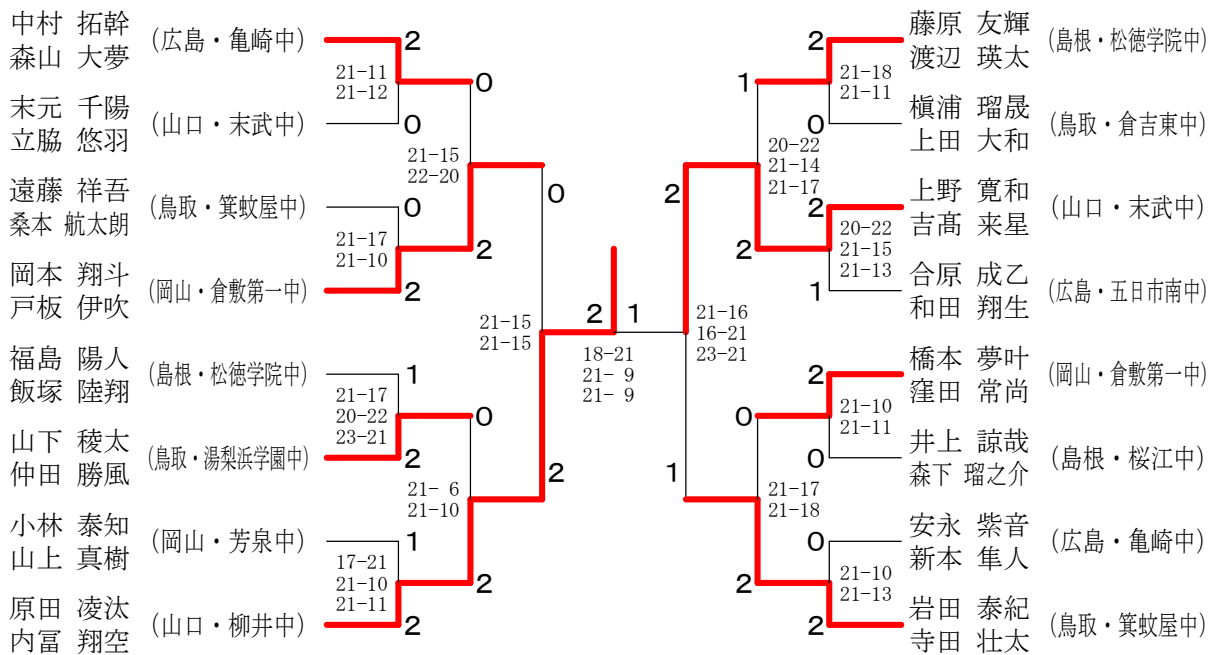 中村 拓幹
森山 大夢
(広島・亀崎中)
2
21-11
21-12
0
末元 千陽
立脇 悠羽
(山口・末武中)
0
21-15
22-20
遠藤 祥吾
桑本 航太朗
(鳥取・箕蚊屋中)
0
21-17
21-10
2
岡本 翔斗
戸板 伊吹
(岡山・倉敷第一中)
2
0
21-15
21-15
福島 陽人
飯塚 陸翔
(島根・松徳学院中)
1
21-17
20-22
23-21
0
山下 稜太
仲田 勝風
(鳥取・湯梨浜学園中)
2
21- 6
21-10
2
小林 泰知
山上 真樹
(岡山・芳泉中)
1
17-21
21-10
21-11
2
原田 凌汰
内冨 翔空
(山口・柳井中)
2
2
1
18-21
21- 9
21- 9
藤原 友輝
渡辺 瑛太
(島根・松徳学院中)
2
21-18
21-11
1
槇浦 瑠晟
上田 大和
(鳥取・倉吉東中)
0
20-22
21-14
21-17
2
上野 寛和
吉髙 来星
(山口・末武中)
2
20-22
21-15
21-13
2
合原 成乙
和田 翔生
(広島・五日市南中)
1
21-16
16-21
23-21
橋本 夢叶
窪田 常尚
(岡山・倉敷第一中)
2
21-10
21-11
0
井上 諒哉
森下 瑠之介
(島根・桜江中)
0
1
21-17
21-18
安永 紫音
新本 隼人
(広島・亀崎中)
0
21-10
21-13
2
岩田 泰紀
寺田 壮太
(鳥取・箕蚊屋中)
2